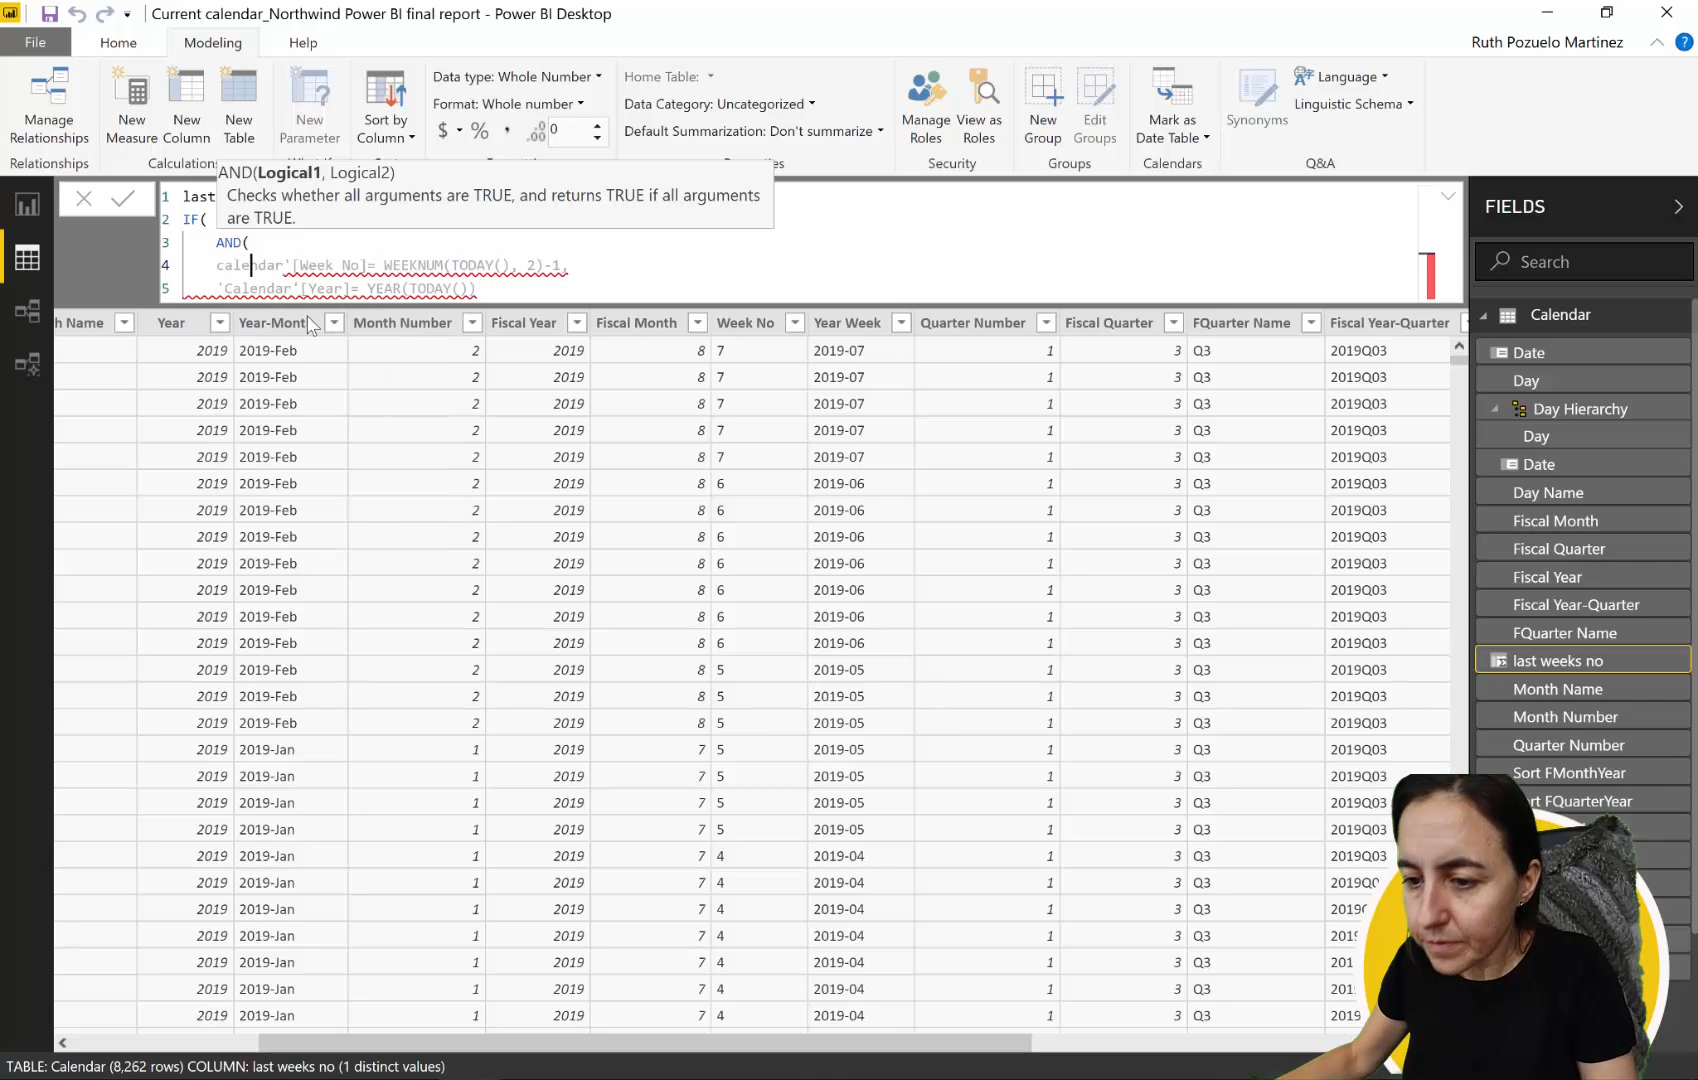 Current calendar_Northwind Power BI final report - Power BI Desktop
File Home Modeling Help
Ruth Pozuelo Martinez
?
Manage Relationships
New Measure
New Column
New Table
New Parameter
Sort by Column
Data type: Whole Number
Format: Whole number
$ % , .00 0
Home Table:
Data Category: Uncategorized
Default Summarization: Don't summarize
Manage Roles
View as Roles
New Group
Edit Groups
Mark as Date Table
Synonyms
Language
Linguistic Schema
Relationships
Security
Groups
Calendars
Q&A
AND(Logical1, Logical2)
Checks whether all arguments are TRUE, and returns TRUE if all arguments
are TRUE.
1 last
2 IF(
3 AND(
4 calendar'[Week No]= WEEKNUM(TODAY(), 2)-1,
5 'Calendar'[Year]= YEAR(TODAY())
h Name Year Year-Mont Month Number Fiscal Year Fiscal Month Week No Year Week Quarter Number Fiscal Quarter FQuarter Name Fiscal Year-Quarter
2019 2019-Feb 2 2019 8 7 2019-07 1 3 Q3 2019Q03
2019 2019-Feb 2 2019 8 7 2019-07 1 3 Q3 2019Q03
2019 2019-Feb 2 2019 8 7 2019-07 1 3 Q3 2019Q03
2019 2019-Feb 2 2019 8 7 2019-07 1 3 Q3 2019Q03
2019 2019-Feb 2 2019 8 7 2019-07 1 3 Q3 2019Q03
2019 2019-Feb 2 2019 8 6 2019-06 1 3 Q3 2019Q03
2019 2019-Feb 2 2019 8 6 2019-06 1 3 Q3 2019Q03
2019 2019-Feb 2 2019 8 6 2019-06 1 3 Q3 2019Q03
2019 2019-Feb 2 2019 8 6 2019-06 1 3 Q3 2019Q03
2019 2019-Feb 2 2019 8 6 2019-06 1 3 Q3 2019Q03
2019 2019-Feb 2 2019 8 6 2019-06 1 3 Q3 2019Q03
2019 2019-Feb 2 2019 8 6 2019-06 1 3 Q3 2019Q03
2019 2019-Feb 2 2019 8 5 2019-05 1 3 Q3 2019Q03
2019 2019-Feb 2 2019 8 5 2019-05 1 3 Q3 2019Q03
2019 2019-Feb 2 2019 8 5 2019-05 1 3 Q3 2019Q03
2019 2019-Jan 1 2019 7 5 2019-05 1 3 Q3 2019Q03
2019 2019-Jan 1 2019 7 5 2019-05 1 3 Q3 2019Q03
2019 2019-Jan 1 2019 7 5 2019-05 1 3 Q3 2019Q03
2019 2019-Jan 1 2019 7 5 2019-05 1 3 Q3 2019Q03
2019 2019-Jan 1 2019 7 4 2019-04 1 3 Q3 2019Q03
2019 2019-Jan 1 2019 7 4 2019-04 1 3 Q3 2019Q0
2019 2019-Jan 1 2019 7 4 2019-04 1 3 Q3 2019
2019 2019-Jan 1 2019 7 4 2019-04 1 3 Q3 201
2019 2019-Jan 1 2019 7 4 2019-04 1 3 Q3 201
2019 2019-Jan 1 2019 7 4 2019-04 1 3 Q3 201
2019 2019-Jan 1 2019 7 4 2019-04 1 3 Q3 2019
FIELDS
Search
Calendar
Date
Day
Day Hierarchy
Day
Date
Day Name
Fiscal Month
Fiscal Quarter
Fiscal Year
Fiscal Year-Quarter
FQuarter Name
last weeks no
Month Name
Month Number
Quarter Number
Sort FMonthYear
rt FQuarterYear
TABLE: Calendar (8,262 rows) COLUMN: last weeks no (1 distinct values)